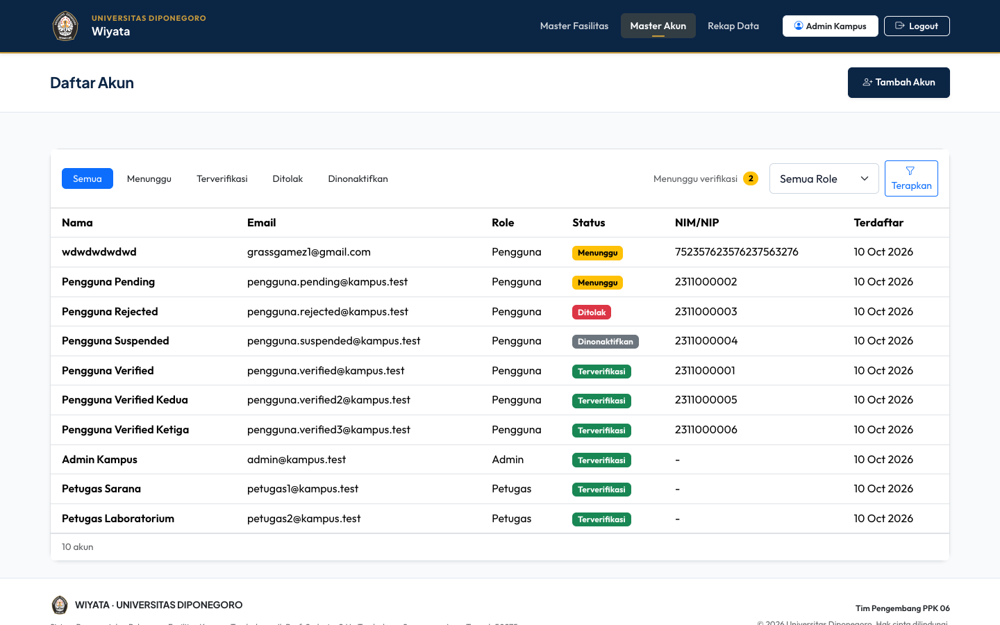 UNIVERSITAS DIPONEGORO
Wiyata
Master Fasilitas
Master Akun
Rekap Data
Admin Kampus
Logout
Daftar Akun
Tambah Akun
Semua
Menunggu
Terverifikasi
Ditolak
Dinonaktifkan
Menunggu verifikasi 2
Semua Role
Terapkan
Nama Email Role Status NIM/NIP Terdaftar
wdwdwdwdwd grassgamez1@gmail.com Pengguna Menunggu 752357623576237563276 10 Oct 2026
Pengguna Pending pengguna.pending@kampus.test Pengguna Menunggu 2311000002 10 Oct 2026
Pengguna Rejected pengguna.rejected@kampus.test Pengguna Ditolak 2311000003 10 Oct 2026
Pengguna Suspended pengguna.suspended@kampus.test Pengguna Dinonaktifkan 2311000004 10 Oct 2026
Pengguna Verified pengguna.verified@kampus.test Pengguna Terverifikasi 2311000001 10 Oct 2026
Pengguna Verified Kedua pengguna.verified2@kampus.test Pengguna Terverifikasi 2311000005 10 Oct 2026
Pengguna Verified Ketiga pengguna.verified3@kampus.test Pengguna Terverifikasi 2311000006 10 Oct 2026
Admin Kampus admin@kampus.test Admin Terverifikasi - 10 Oct 2026
Petugas Sarana petugas1@kampus.test Petugas Terverifikasi - 10 Oct 2026
Petugas Laboratorium petugas2@kampus.test Petugas Terverifikasi - 10 Oct 2026
10 akun
WIYATA · UNIVERSITAS DIPONEGORO
Tim Pengembang PPK 06
© 2026 Universitas Diponegoro. Hak cipta dilindungi.